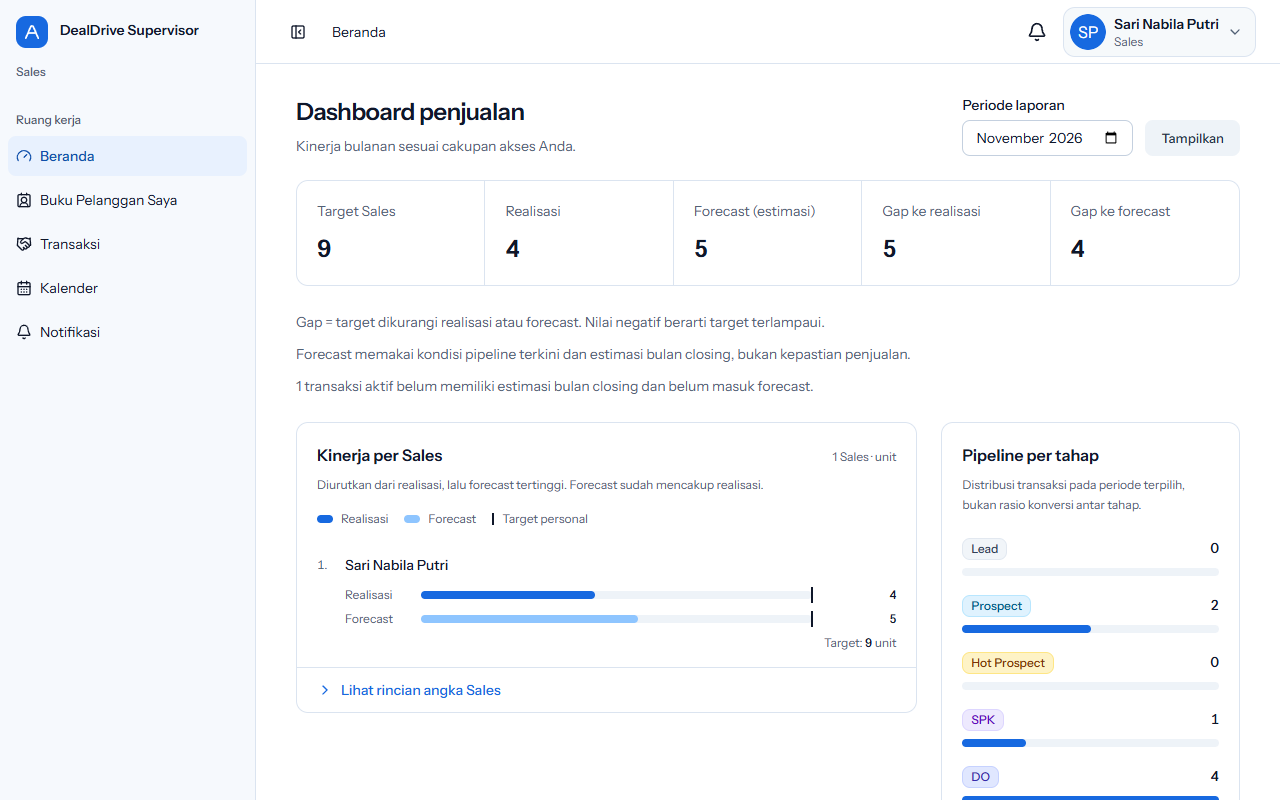 A
DealDrive Supervisor
Sales
Ruang kerja
Beranda
Buku Pelanggan Saya
Transaksi
Kalender
Notifikasi
Beranda
SP
Sari Nabila Putri
Sales
Dashboard penjualan
Kinerja bulanan sesuai cakupan akses Anda.
Periode laporan
November 2026
Tampilkan
Target Sales
9
Realisasi
4
Forecast (estimasi)
5
Gap ke realisasi
5
Gap ke forecast
4
Gap = target dikurangi realisasi atau forecast. Nilai negatif berarti target terlampaui.
Forecast memakai kondisi pipeline terkini dan estimasi bulan closing, bukan kepastian penjualan.
1 transaksi aktif belum memiliki estimasi bulan closing dan belum masuk forecast.
Kinerja per Sales
1 Sales · unit
Diurutkan dari realisasi, lalu forecast tertinggi. Forecast sudah mencakup realisasi.
Realisasi
Forecast
Target personal
1. Sari Nabila Putri
Realisasi 4
Forecast 5
Target: 9 unit
Lihat rincian angka Sales
Pipeline per tahap
Distribusi transaksi pada periode terpilih,
bukan rasio konversi antar tahap.
Lead 0
Prospect 2
Hot Prospect 0
SPK 1
DO 4